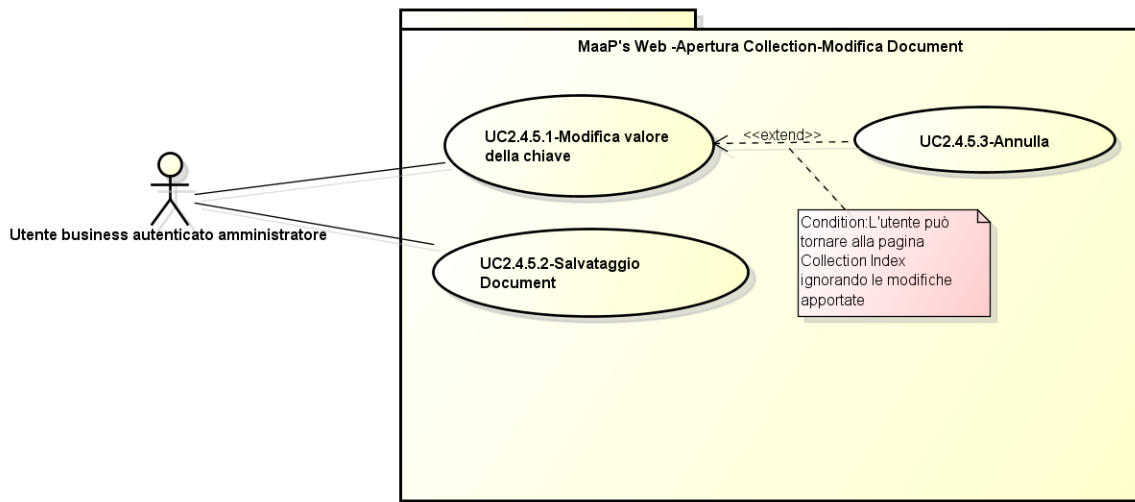 MaaP's Web -Apertura Collection-Modifica Document
UC2.4.5.1-Modifica valore
della chiave
<<extend>>
UC2.4.5.3-Annulla
Utente business autenticato amministratore
Condition:L'utente può
tornare alla pagina
Collection Index
ignorando le modifiche
apportate
UC2.4.5.2-Salvataggio
Document